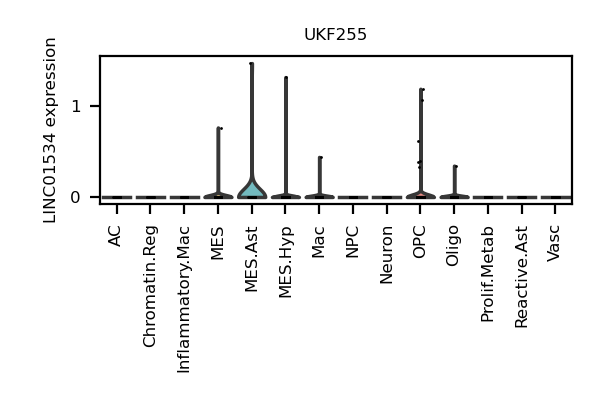 UKF255
LINC01534 expression
1
0
AC
Chromatin.Reg
Inflammatory.Mac
MES
MES.Ast
MES.Hyp
Mac
NPC
Neuron
OPC
Oligo
Prolif.Metab
Reactive.Ast
Vasc